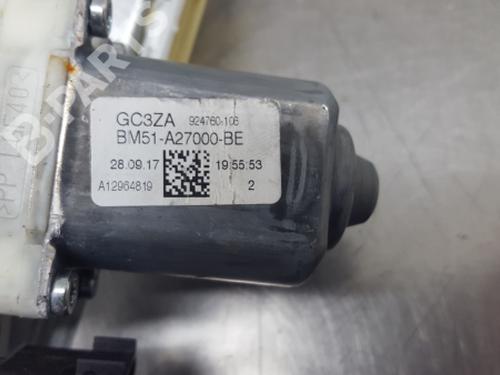 GC3ZA 924760-106
BM51-A27000-BE
28.09.17 19:55:53
A12964819 2
B-PARTS